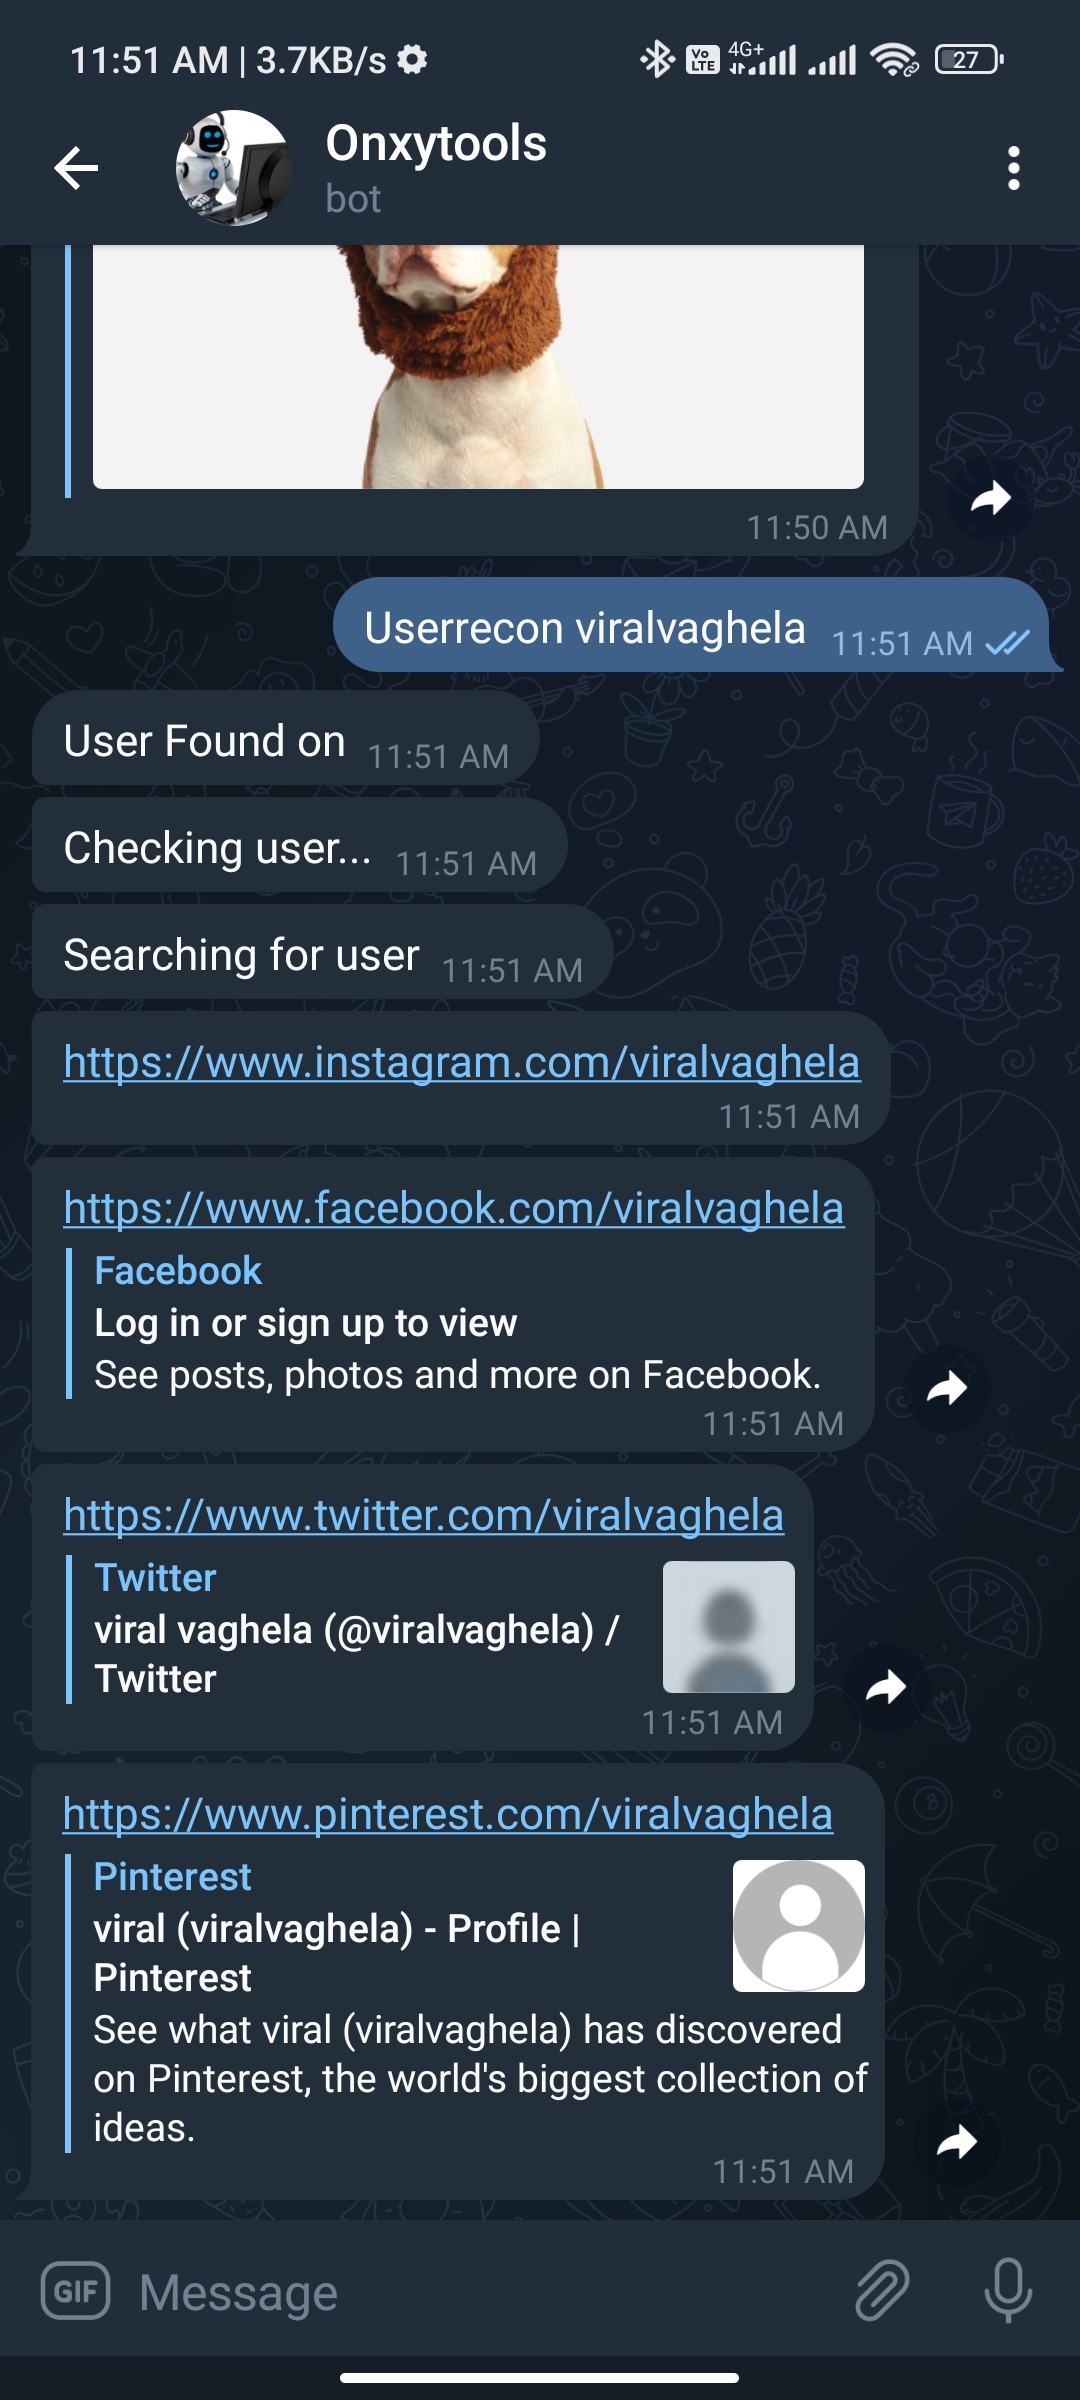 11:51 AM | 3.7KB/s
Vo LTE
4G+
27
Onxytools
bot
11:50 AM
Userrecon viralvaghela 11:51 AM
User Found on 11:51 AM
Checking user... 11:51 AM
Searching for user 11:51 AM
https://www.instagram.com/viralvaghela
11:51 AM
https://www.facebook.com/viralvaghela
Facebook
Log in or sign up to view
See posts, photos and more on Facebook.
11:51 AM
https://www.twitter.com/viralvaghela
Twitter
viral vaghela (@viralvaghela) /
Twitter
11:51 AM
https://www.pinterest.com/viralvaghela
Pinterest
viral (viralvaghela) - Profile |
Pinterest
See what viral (viralvaghela) has discovered
on Pinterest, the world's biggest collection of
ideas.
11:51 AM
GIF Message